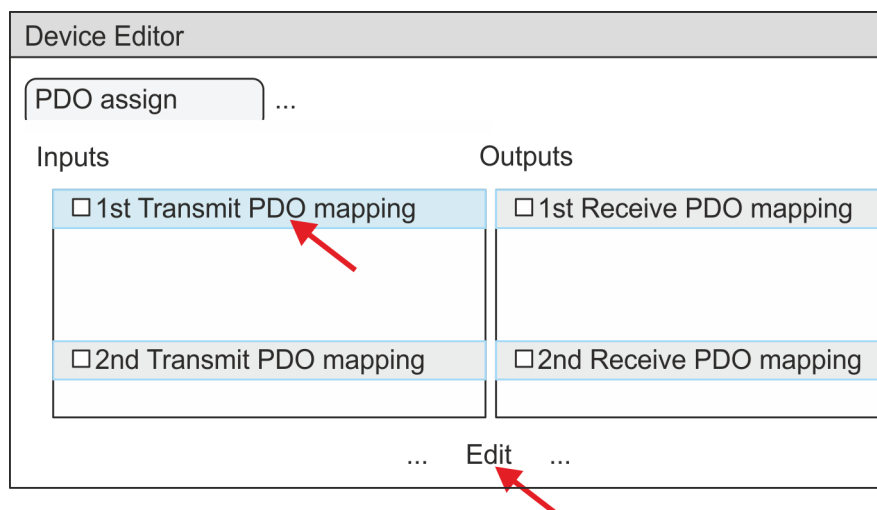 Device Editor
PDO assign ...
Inputs Outputs
1st Transmit PDO mapping 1st Receive PDO mapping
2nd Transmit PDO mapping 2nd Receive PDO mapping
... Edit ...